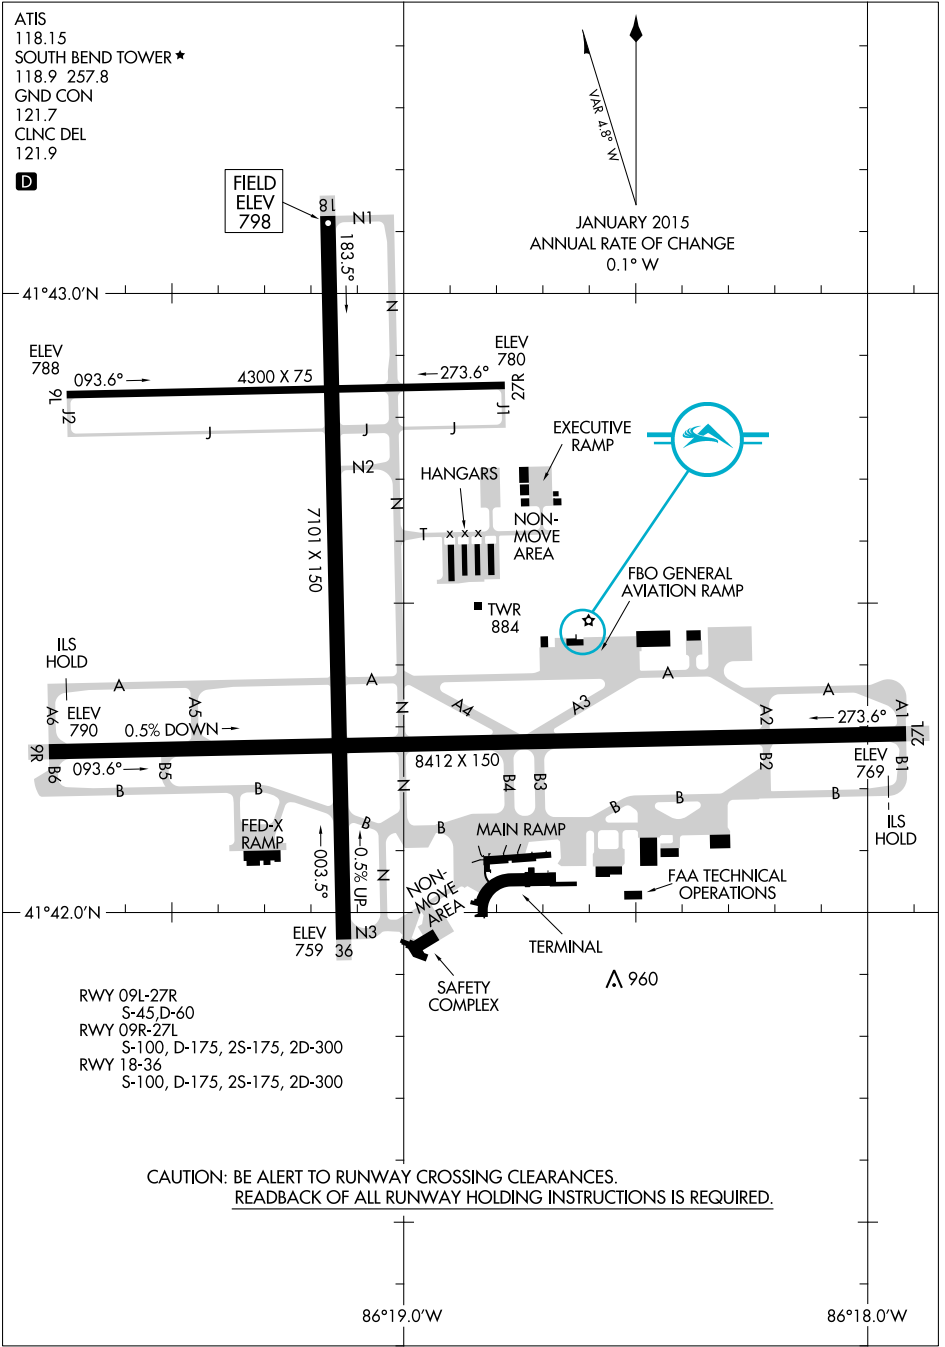 ATIS
118.15
SOUTH BEND TOWER ★
118.9 257.8
GND CON
121.7
CLNC DEL
121.9
D
VAR 4.8° W
JANUARY 2015
ANNUAL RATE OF CHANGE
0.1° W
FIELD
ELEV
798
18
N1
183.5°
N
41°43.0'N
ELEV
788
093.6°
4300 X 75
273.6°
ELEV
780
9L
27R
J2
J
J
J
J1
N2
N
7101 X 150
HANGARS
EXECUTIVE
RAMP
NON-
MOVE
AREA
T
X X X
TWR
884
FBO GENERAL
AVIATION RAMP
ILS
HOLD
A
A
A
A
A6
A5
A4
A3
A2
A1
N
ELEV
790
0.5% DOWN
273.6°
9R
27L
093.6°
8412 X 150
ELEV
769
B6
B5
B4
B3
B2
B1
B
B
B
B
B
B
B
N
ILS
HOLD
FED-X
RAMP
003.5°
0.5% UP
N
MAIN RAMP
NON-
MOVE
AREA
FAA TECHNICAL
OPERATIONS
41°42.0'N
ELEV
759
36
N3
TERMINAL
SAFETY
COMPLEX
960
RWY 09L-27R
S-45,D-60
RWY 09R-27L
S-100, D-175, 2S-175, 2D-300
RWY 18-36
S-100, D-175, 2S-175, 2D-300
CAUTION: BE ALERT TO RUNWAY CROSSING CLEARANCES.
READBACK OF ALL RUNWAY HOLDING INSTRUCTIONS IS REQUIRED.
86°19.0'W
86°18.0'W